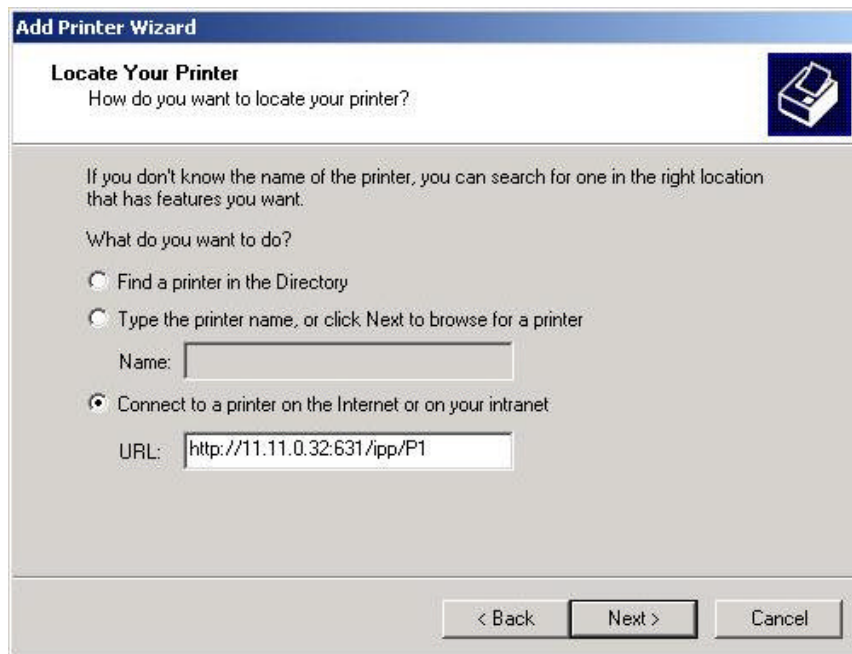 Add Printer Wizard
Locate Your Printer
How do you want to locate your printer?
If you don't know the name of the printer, you can search for one in the right location
that has features you want.
What do you want to do?
Find a printer in the Directory
Type the printer name, or click Next to browse for a printer
Name:
Connect to a printer on the Internet or on your intranet
URL: http://11.11.0.32:631/ipp/P1
< Back Next > Cancel